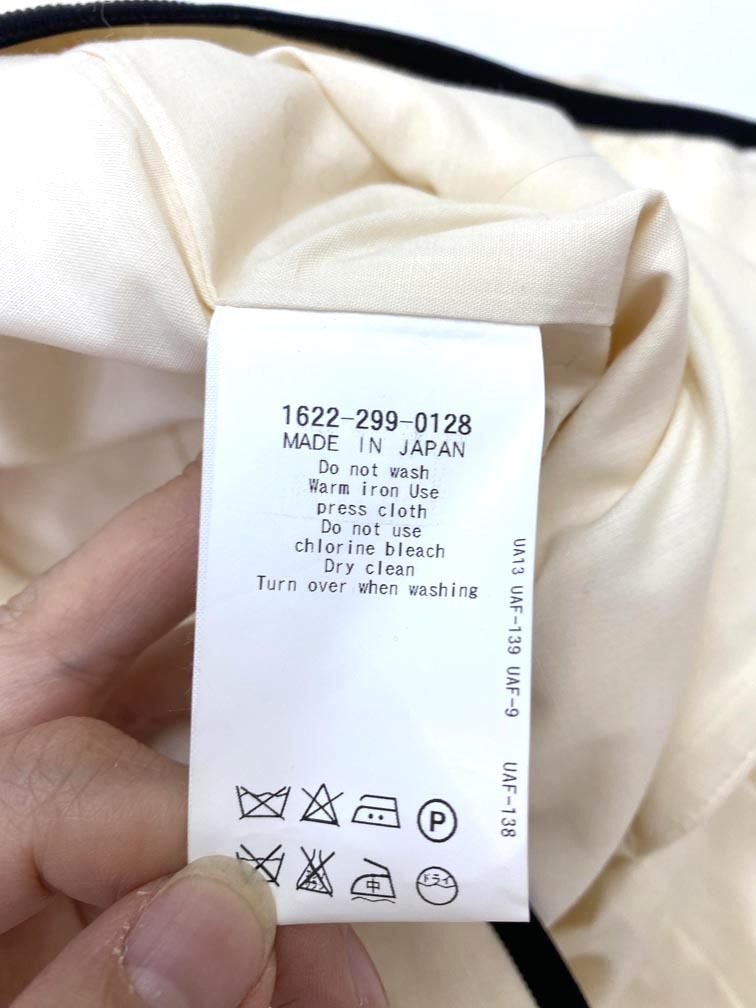 1622-299-0128
MADE IN JAPAN
Do not wash
Warm iron Use
press cloth
Do not use
chlorine bleach
Dry clean
Turn over when washing
UA13 UAF-139 UAF-9 UAF-138
P
中
ドライ